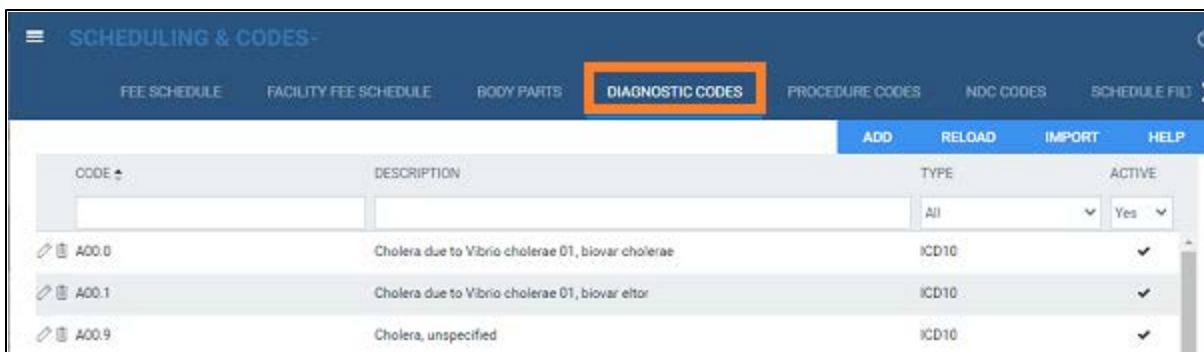 SCHEDULING & CODES-
FEE SCHEDULE FACILITY FEE SCHEDULE BODY PARTS DIAGNOSTIC CODES PROCEDURE CODES NDC CODES SCHEDULE FILT
ADD RELOAD IMPORT HELP
CODE DESCRIPTION TYPE ACTIVE
All Yes
A00.0 Cholera due to Vibrio cholerae 01, biovar cholerae ICD10
A00.1 Cholera due to Vibrio cholerae 01, biovar eltor ICD10
A00.9 Cholera, unspecified ICD10